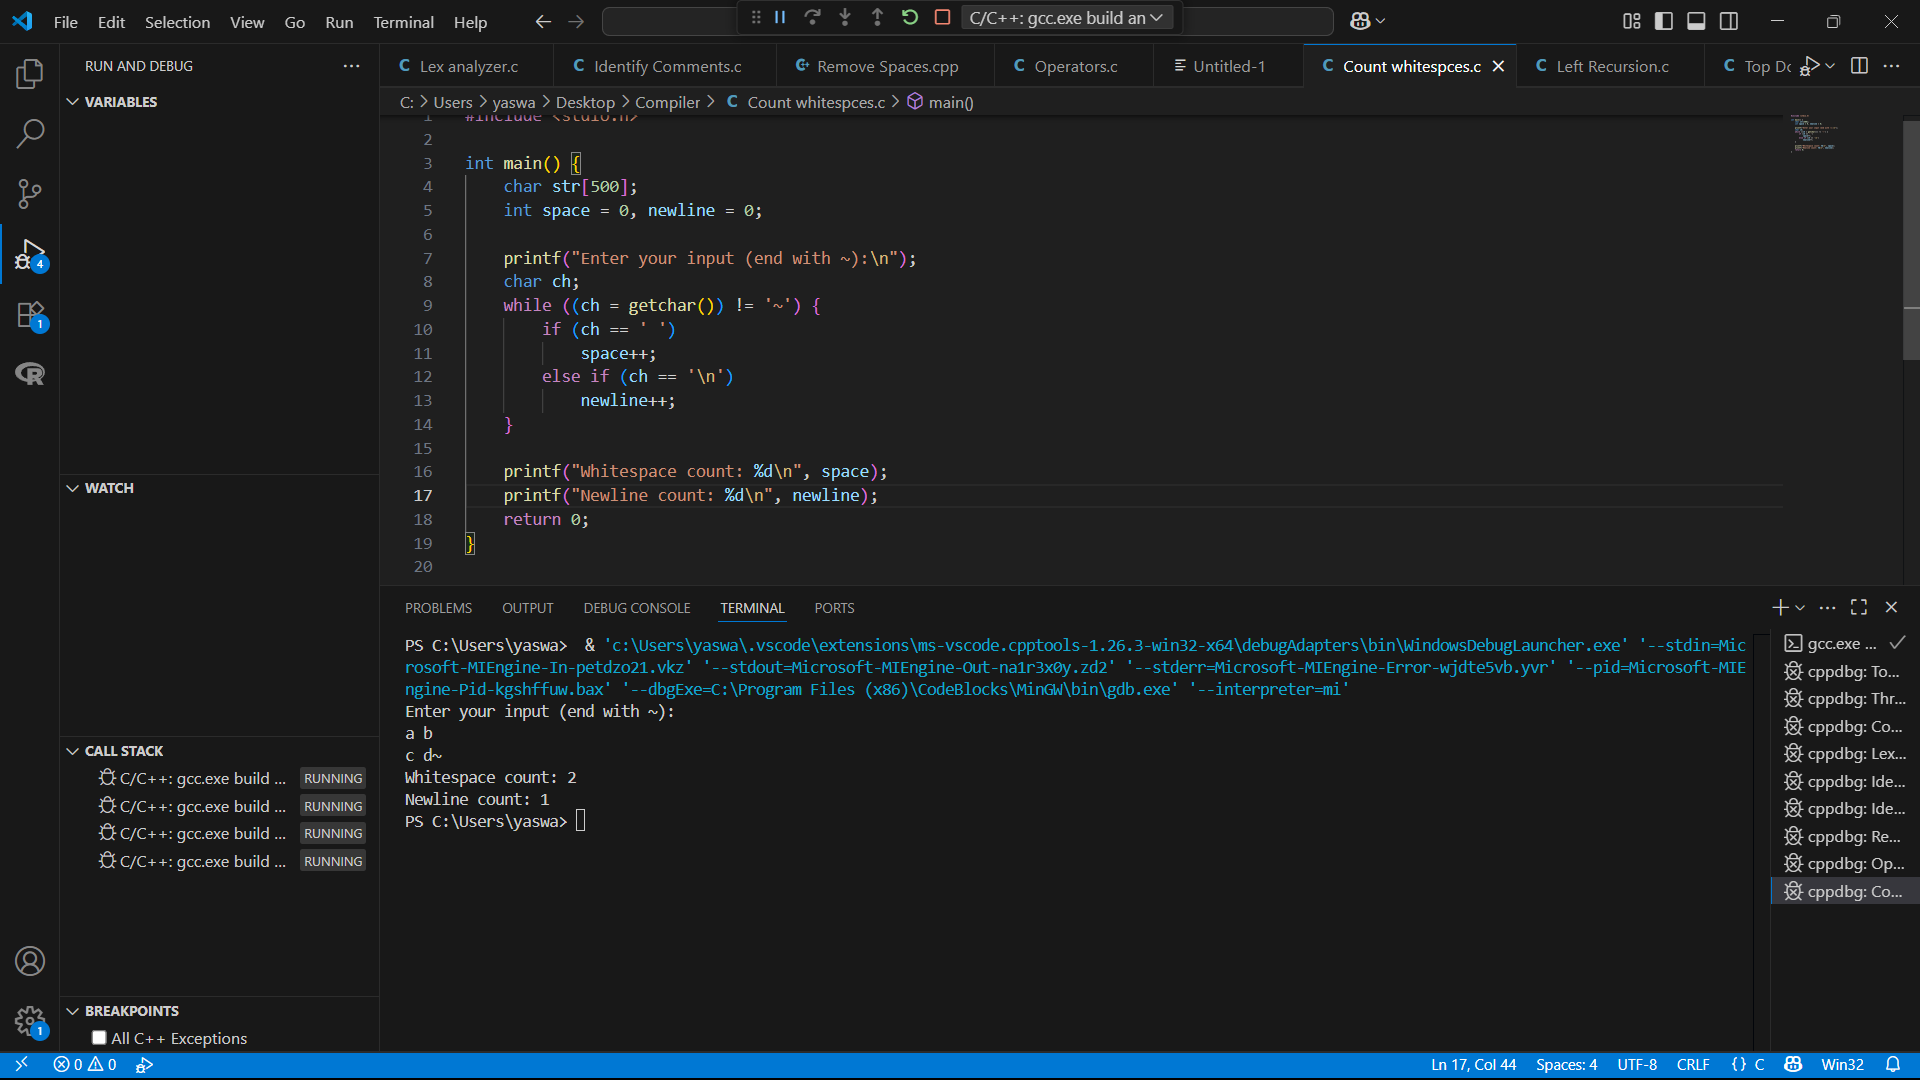 File Edit Selection View Go Run Terminal Help
C/C++: gcc.exe build an
RUN AND DEBUG
VARIABLES
WATCH
CALL STACK
C/C++: gcc.exe build ... RUNNING
C/C++: gcc.exe build ... RUNNING
C/C++: gcc.exe build ... RUNNING
C/C++: gcc.exe build ... RUNNING
BREAKPOINTS
All C++ Exceptions
4
1
1
C Lex analyzer.c
C Identify Comments.c
Remove Spaces.cpp
C Operators.c
Untitled-1
C Count whitespces.c
C Left Recursion.c
C Top Do
C: > Users > yaswa > Desktop > Compiler > C Count whitespces.c > main()
1 #include <stdio.h>
2
3 int main() {
4 char str[500];
5 int space = 0, newline = 0;
6
7 printf("Enter your input (end with ~):\n");
8 char ch;
9 while ((ch = getchar()) != '~') {
10 if (ch == ' ')
11 space++;
12 else if (ch == '\n')
13 newline++;
14 }
15
16 printf("Whitespace count: %d\n", space);
17 printf("Newline count: %d\n", newline);
18 return 0;
19 }
20
PROBLEMS OUTPUT DEBUG CONSOLE TERMINAL PORTS
PS C:\Users\yaswa>  & 'c:\Users\yaswa\.vscode\extensions\ms-vscode.cpptools-1.26.3-win32-x64\debugAdapters\bin\WindowsDebugLauncher.exe' '--stdin=Mic
rosoft-MIEngine-In-petdzo21.vkz' '--stdout=Microsoft-MIEngine-Out-na1r3x0y.zd2' '--stderr=Microsoft-MIEngine-Error-wjdte5vb.yvr' '--pid=Microsoft-MIE
ngine-Pid-kgshffuw.bax' '--dbgExe=C:\Program Files (x86)\CodeBlocks\MinGW\bin\gdb.exe' '--interpreter=mi'
Enter your input (end with ~):
a b
c d~
Whitespace count: 2
Newline count: 1
PS C:\Users\yaswa>
gcc.exe ...
cppdbg: To...
cppdbg: Thr...
cppdbg: Co...
cppdbg: Lex...
cppdbg: Ide...
cppdbg: Ide...
cppdbg: Re...
cppdbg: Op...
cppdbg: Co...
0 0
Ln 17, Col 44 Spaces: 4 UTF-8 CRLF {} C Win32